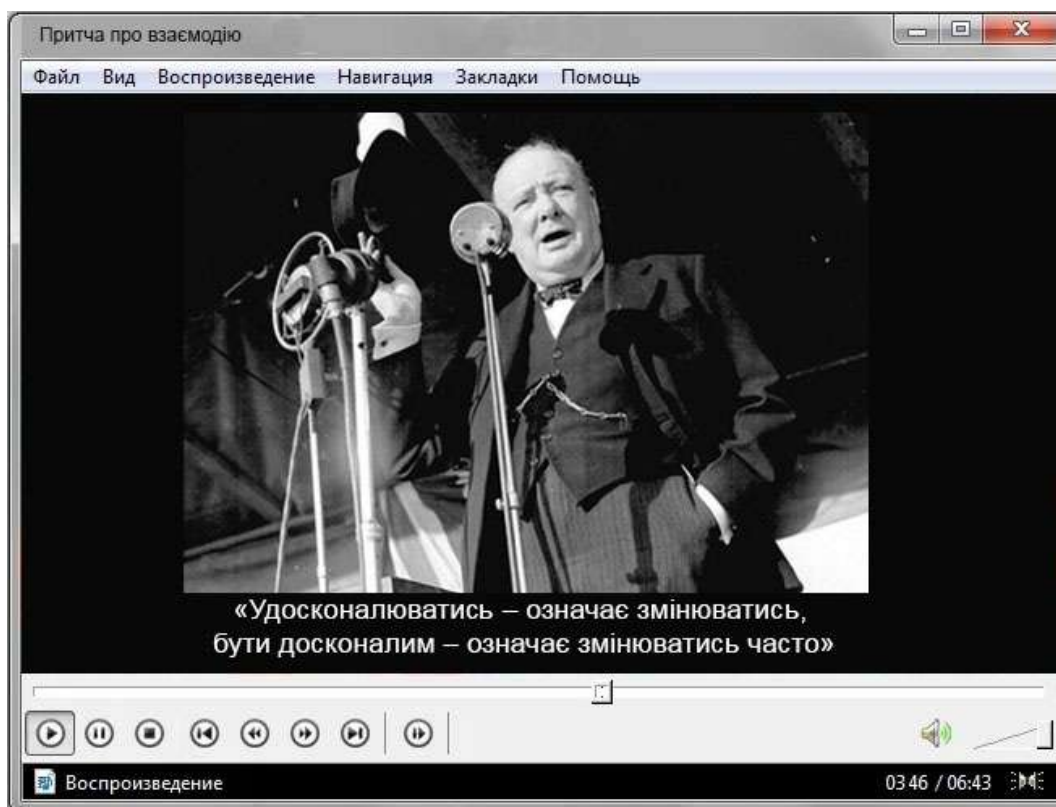 Притча про взаємодію
Файл Вид Воспроизведение Навигация Закладки Помощь
«Удосконалюватись – означає змінюватись,
бути досконалим – означає змінюватись часто»
Воспроизведение 03 46 / 06:43